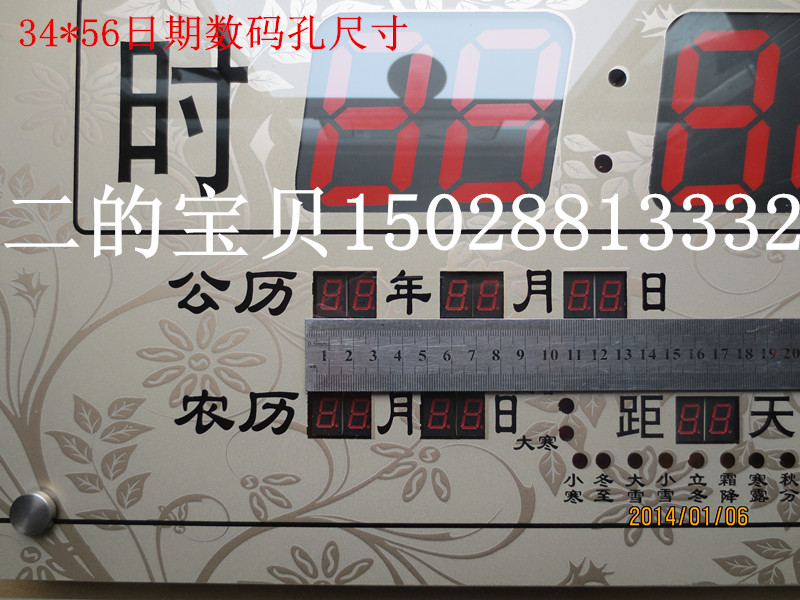 34*56日期数码孔尺寸
时
二的宝贝15028813332
公历 年 月 日
1 2 3 4 5 6 7 8 9 10 11 12 13 14 15 16 17 18 19 20
农历 月 日 距 天
大寒
小寒 冬至 大雪 小雪 立冬 霜降 寒露 秋分
2014/01/06